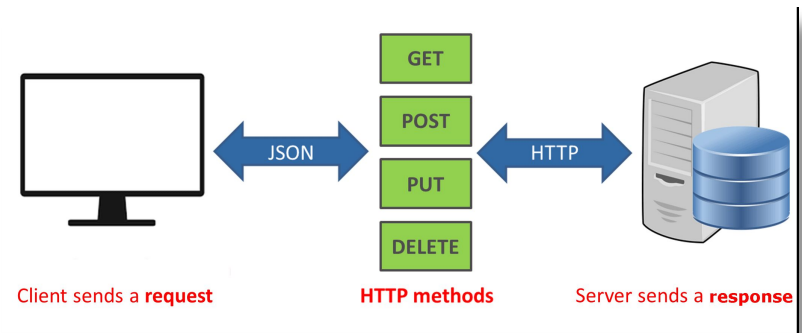 GET
POST
JSON
HTTP
PUT
DELETE
Client sends a request
HTTP methods
Server sends a response